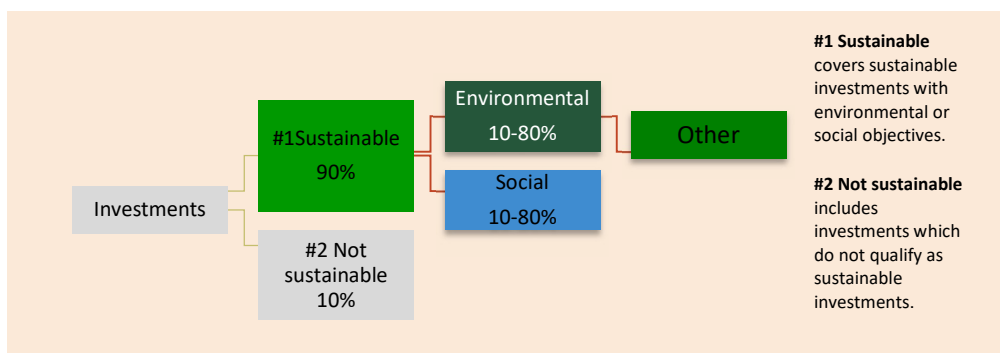 Investments
#1Sustainable
90%
#2 Not
sustainable
10%
Environmental
10-80%
Social
10-80%
Other
#1 Sustainable
covers sustainable
investments with
environmental or
social objectives.
#2 Not sustainable
includes
investments which
do not qualify as
sustainable
investments.